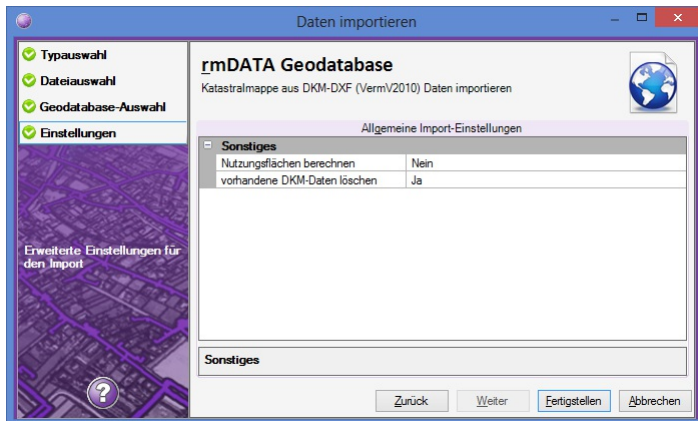 Daten importieren
Typauswahl
Dateiauswahl
Geodatabase-Auswahl
Einstellungen
Erweiterte Einstellungen für
den Import
?
rmDATA Geodatabase
Katastralmappe aus DKM-DXF (VermV2010) Daten importieren
Allgemeine Import-Einstellungen
Sonstiges
Nutzungsflächen berechnen Nein
vorhandene DKM-Daten löschen Ja
Sonstiges
Zurück Weiter Fertigstellen Abbrechen